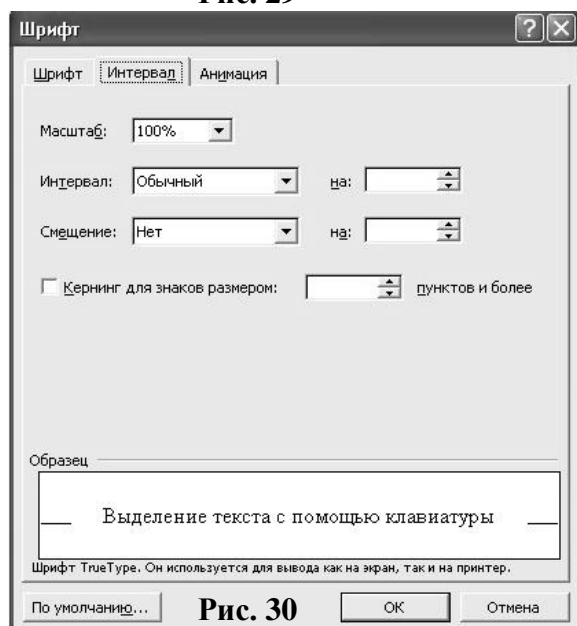 Рис. 29
Шрифт
Шрифт Интервал Анимация
Масштаб: 100%
Интервал: Обычный на:
Смещение: Нет на:
Кернинг для знаков размером: пунктов и более
Образец
Выделение текста с помощью клавиатуры
Шрифт TrueType. Он используется для вывода как на экран, так и на принтер.
По умолчанию... Рис. 30 ОК Отмена